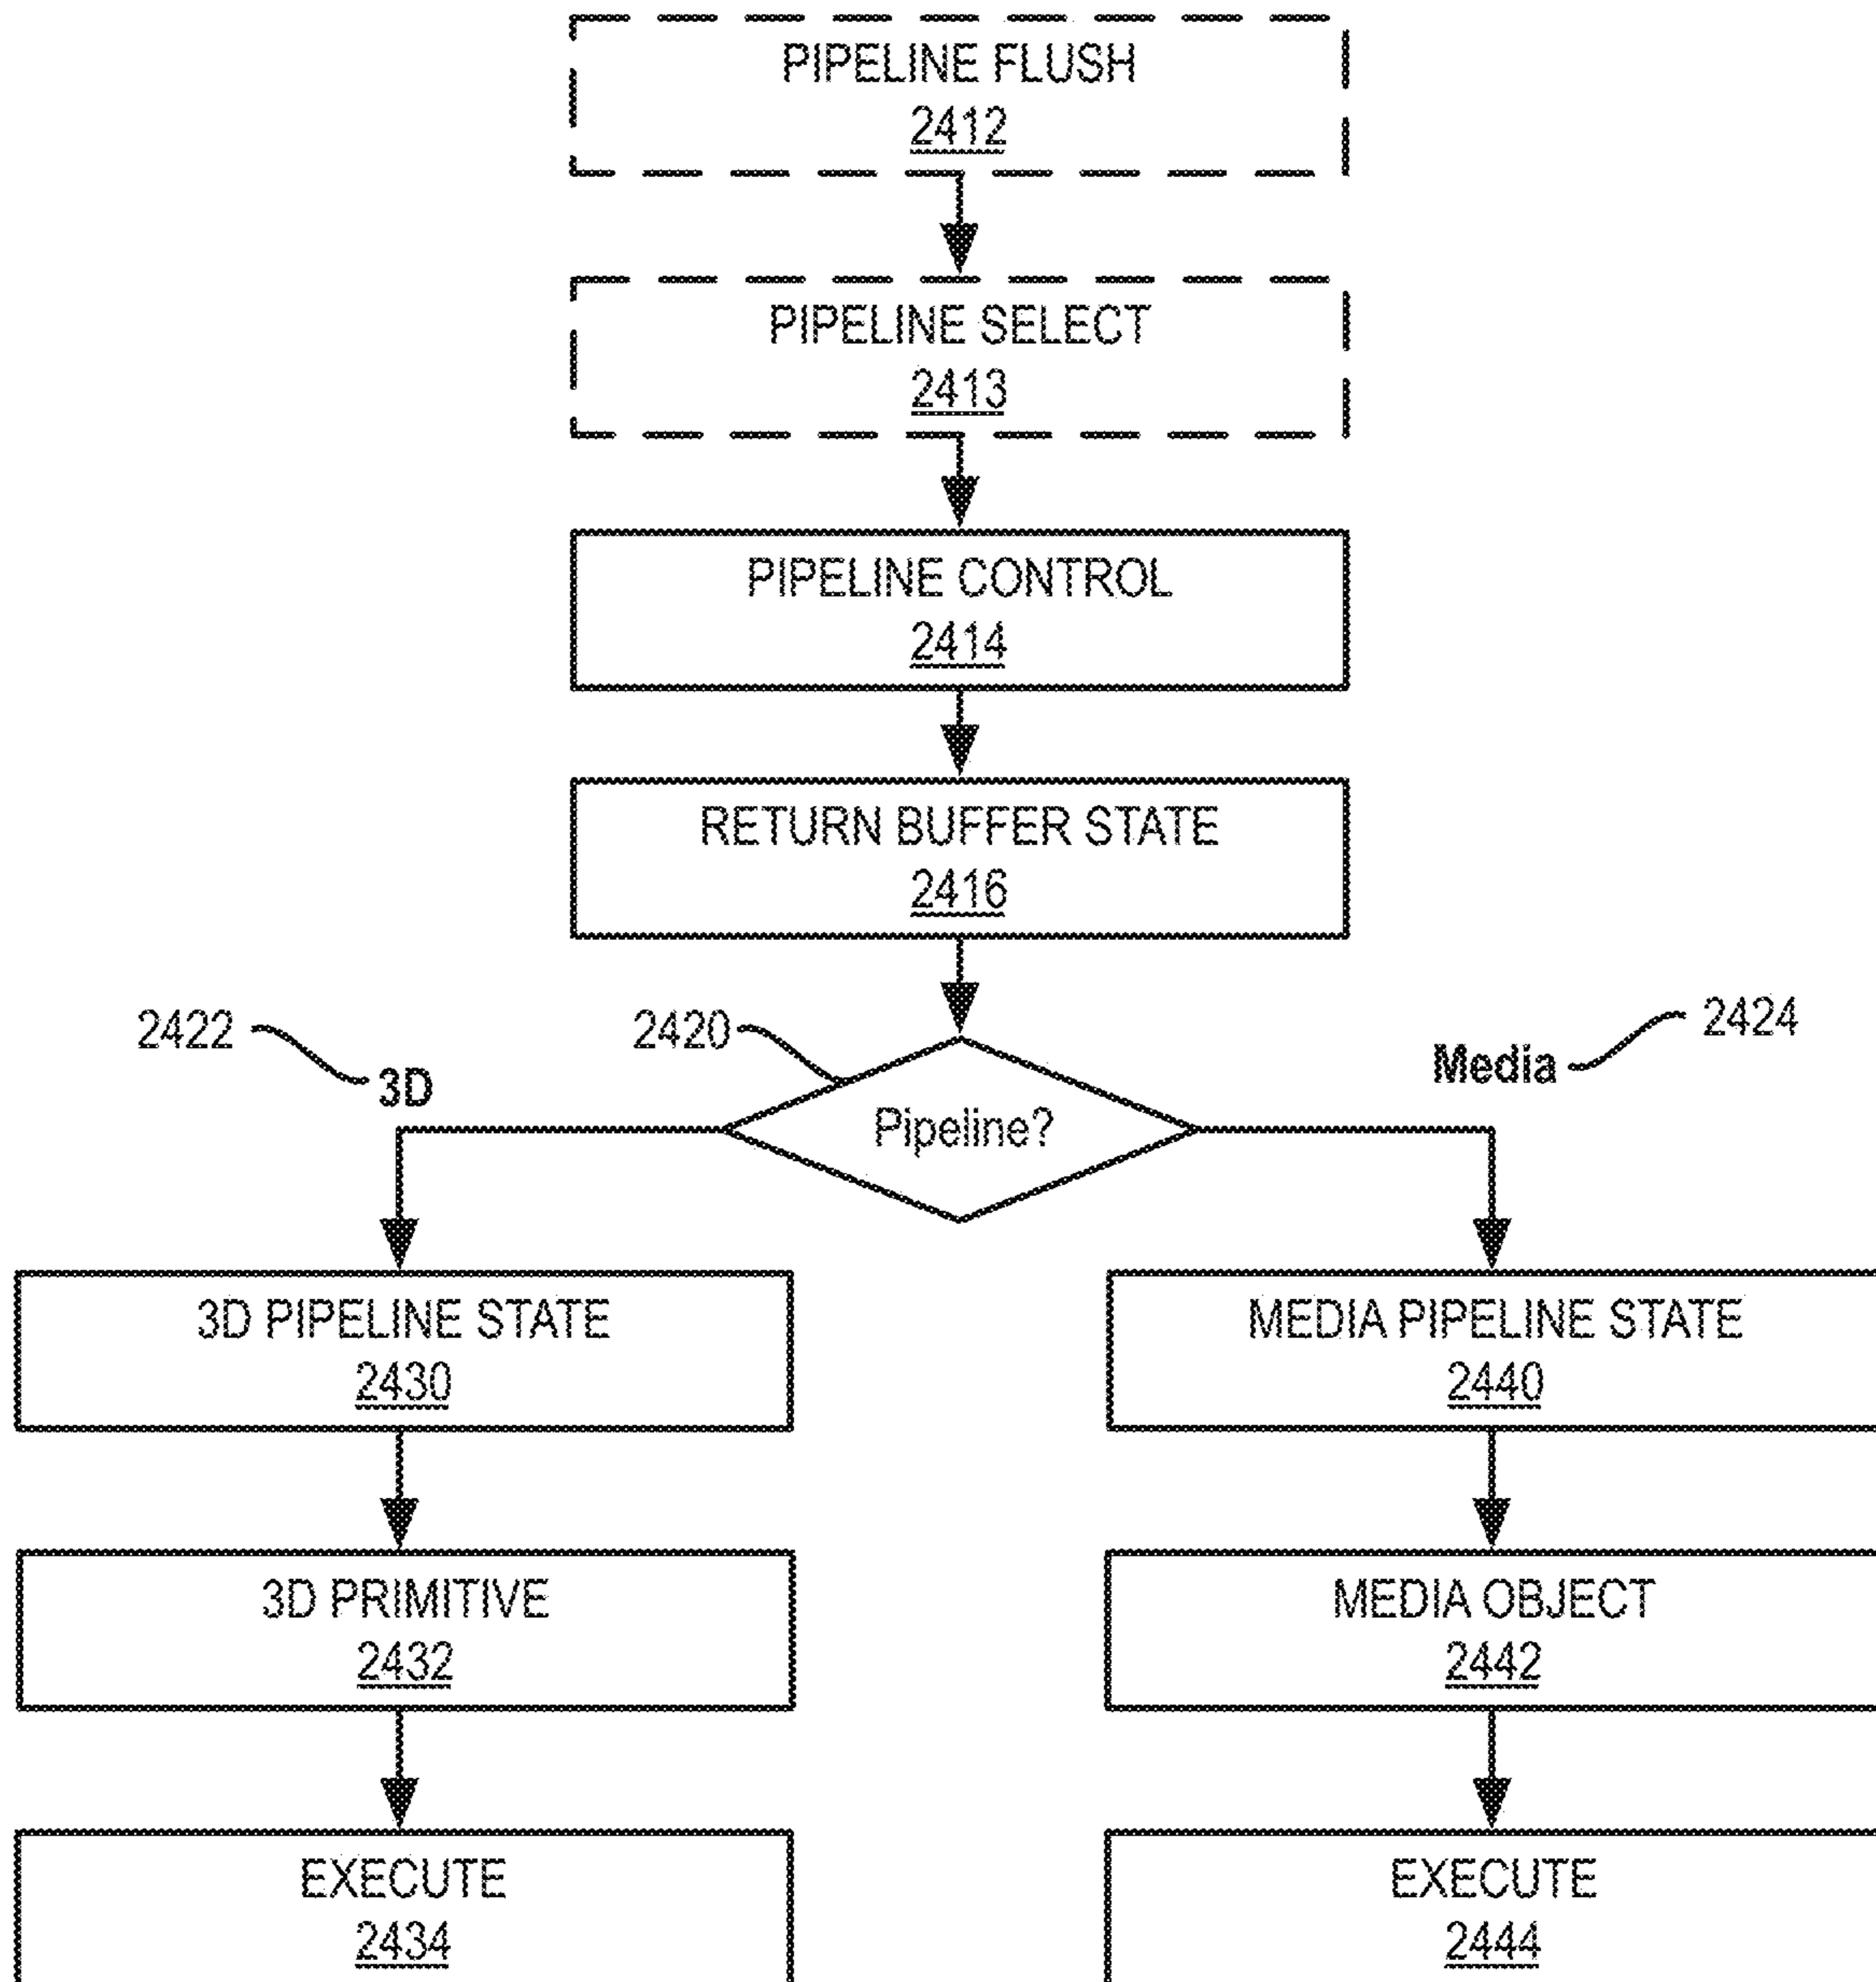 PIPELINE FLUSH
2412
PIPELINE SELECT
2413
PIPELINE CONTROL
2414
RETURN BUFFER STATE
2416
2422
3D
2420
Pipeline?
Media
2424
3D PIPELINE STATE
2430
MEDIA PIPELINE STATE
2440
3D PRIMITIVE
2432
MEDIA OBJECT
2442
EXECUTE
2434
EXECUTE
2444